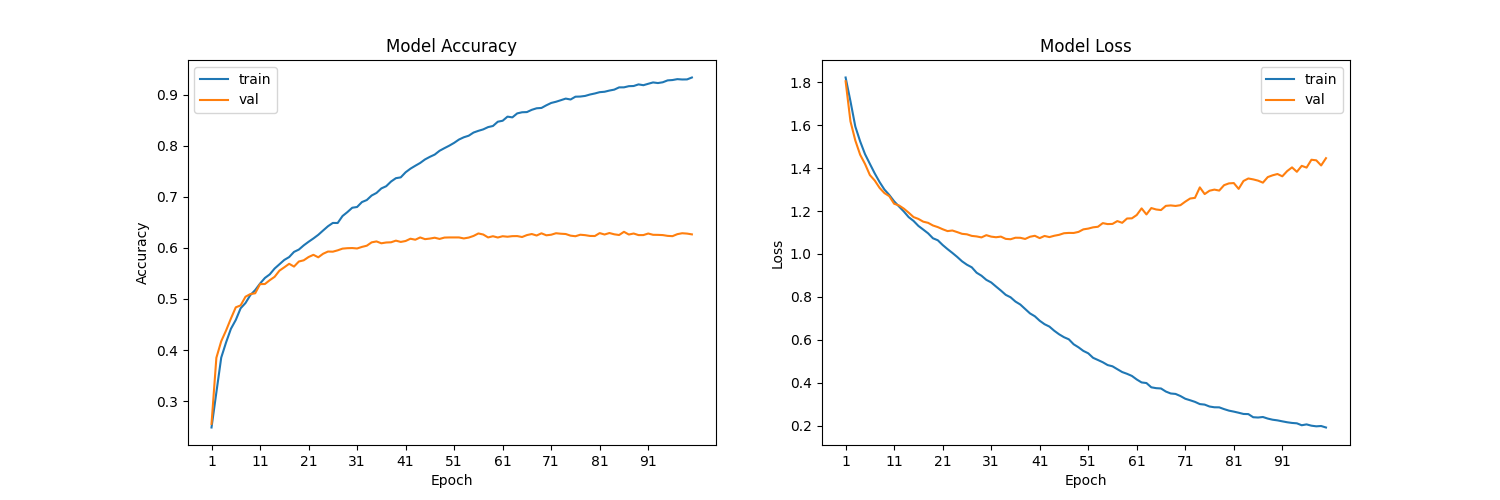 Model Accuracy
train
val
0.9
0.8
0.7
0.6
0.5
0.4
0.3
Accuracy
1 11 21 31 41 51 61 71 81 91
Epoch
Model Loss
train
val
1.8
1.6
1.4
1.2
1.0
0.8
0.6
0.4
0.2
Loss
1 11 21 31 41 51 61 71 81 91
Epoch